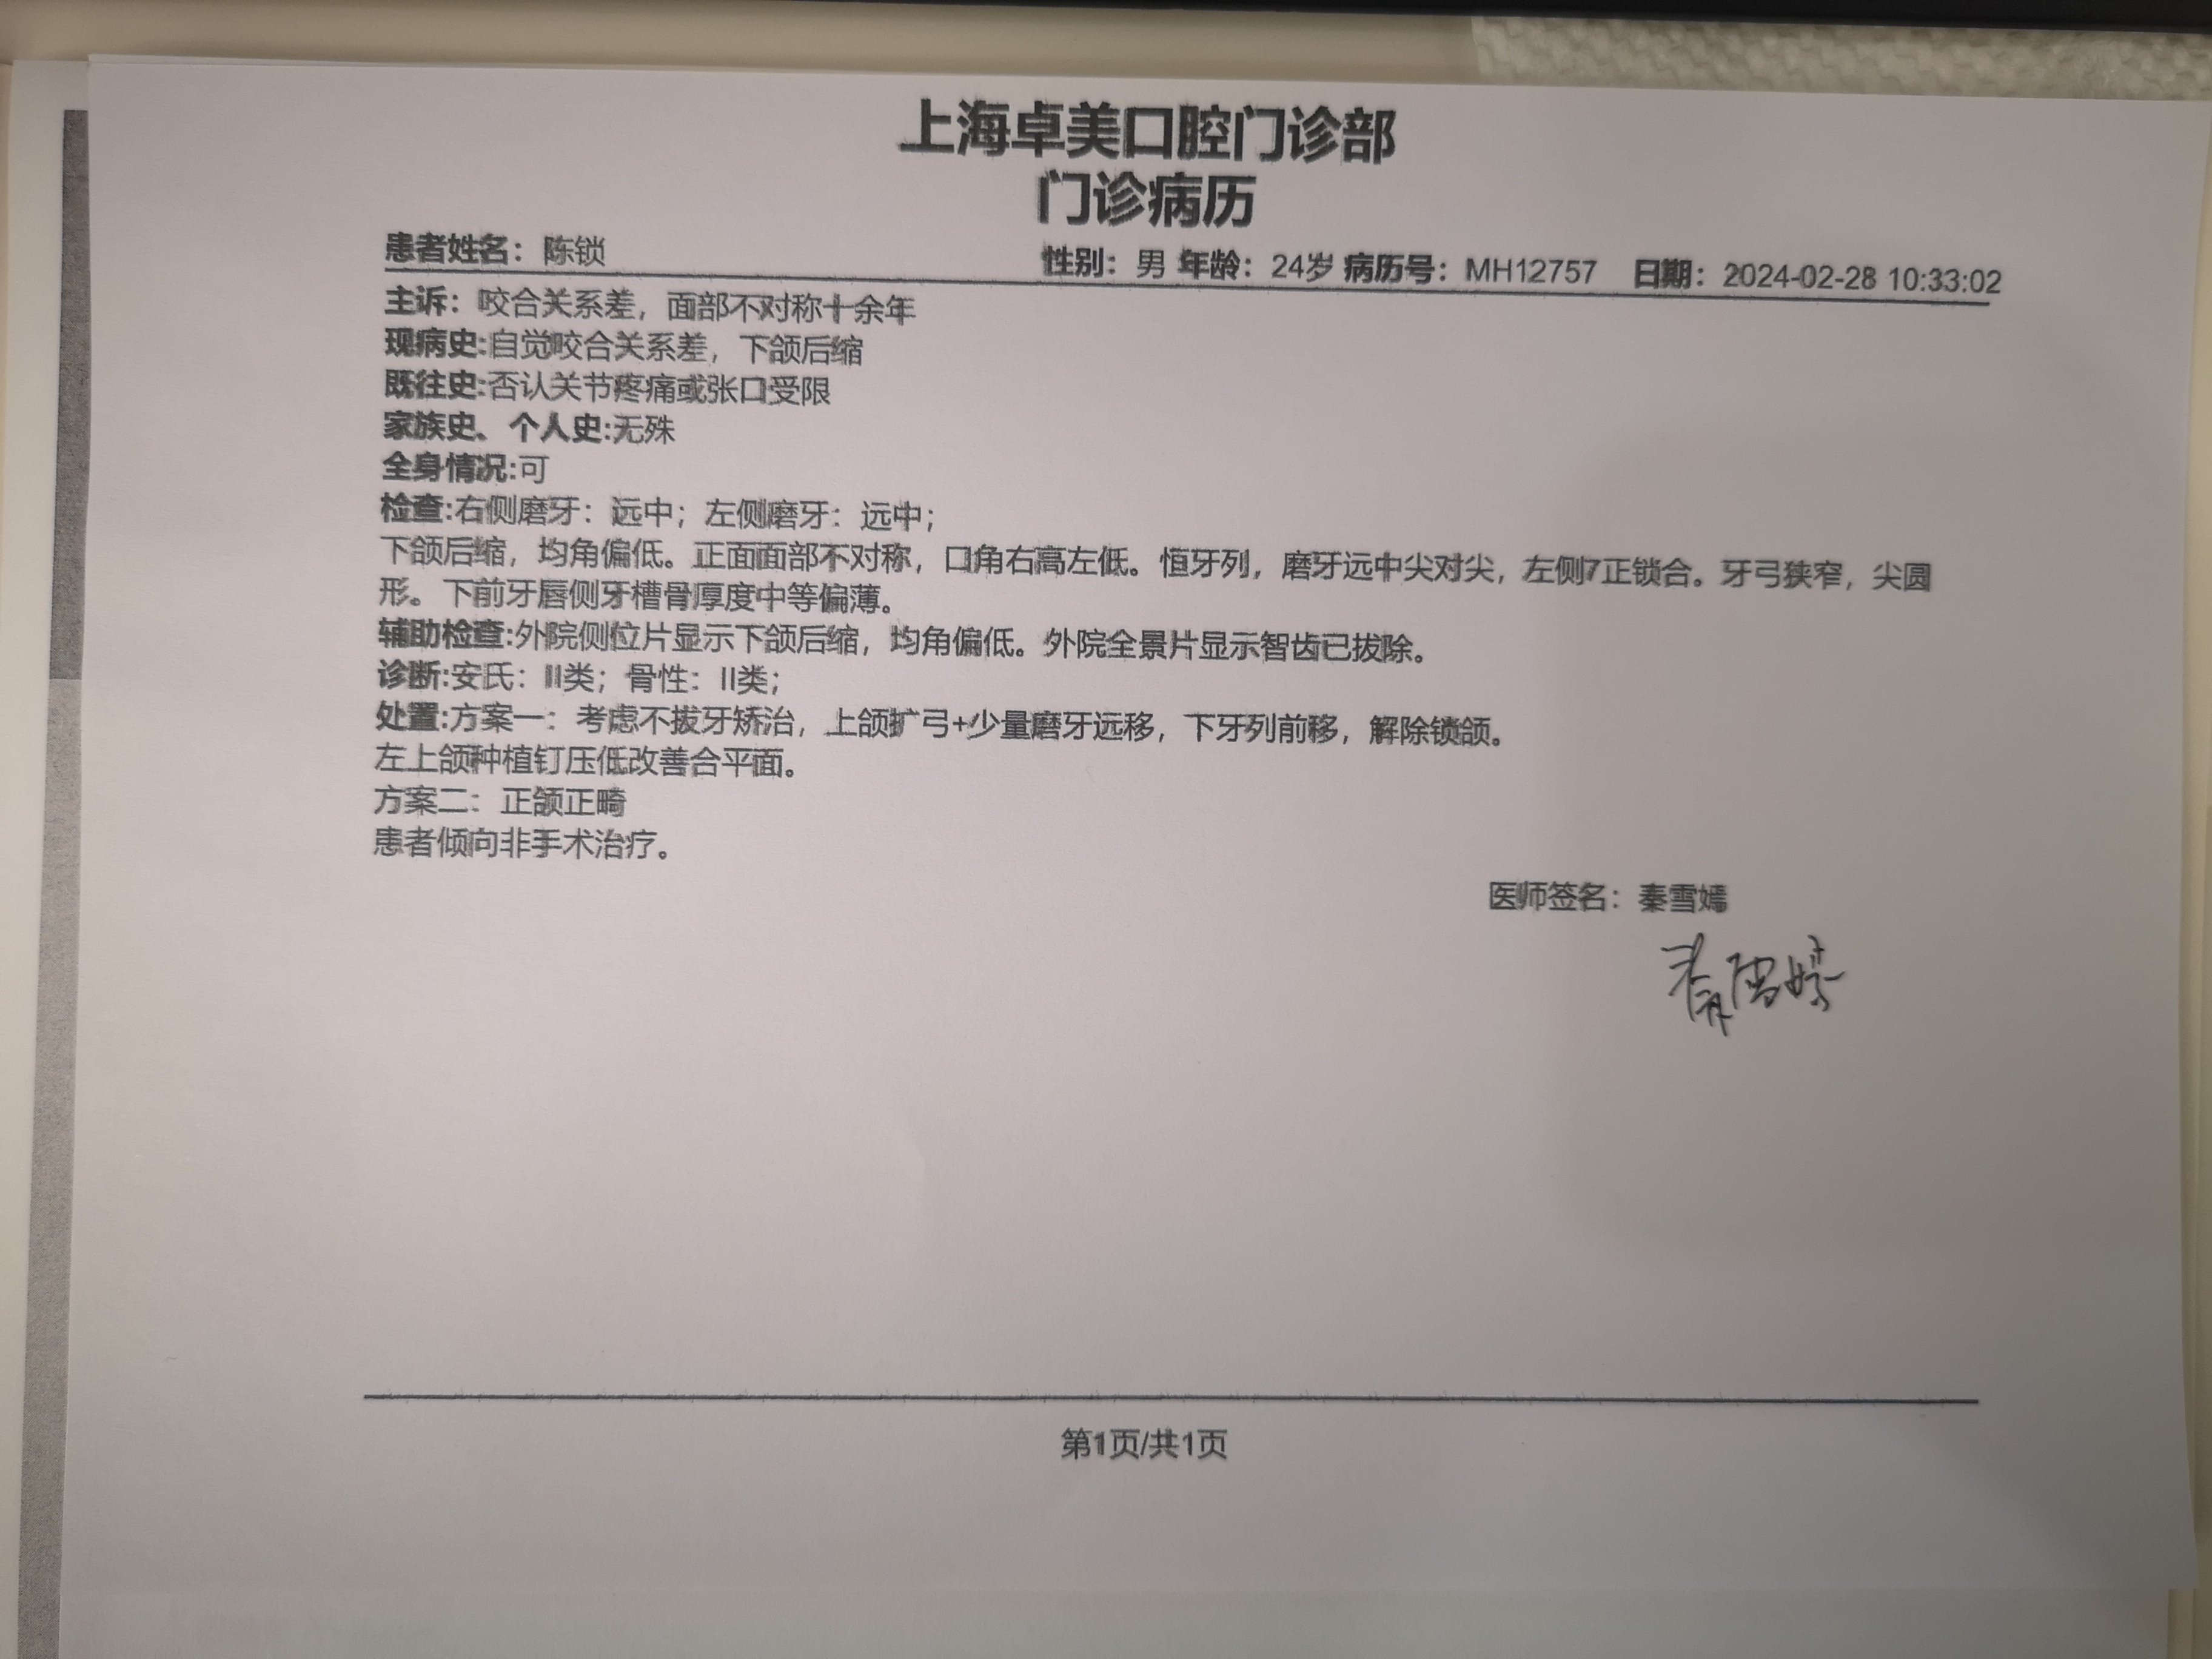 上海卓美口腔门诊部
门诊病历
患者姓名：陈锁 性别：男 年龄：24岁 病历号：MH12757 日期：2024-02-28 10:33:02
主诉：咬合关系差，面部不对称十余年
现病史:自觉咬合关系差，下颌后缩
既往史:否认关节疼痛或张口受限
家族史、个人史:无殊
全身情况:可
检查:右侧磨牙：远中；左侧磨牙：远中；
下颌后缩，均角偏低。正面面部不对称，口角右高左低。恒牙列，磨牙远中尖对尖，左侧7正锁合。牙弓狭窄，尖圆
形。下前牙唇侧牙槽骨厚度中等偏薄。
辅助检查:外院侧位片显示下颌后缩，均角偏低。外院全景片显示智齿已拔除。
诊断:安氏：II类；骨性：II类；
处置:方案一：考虑不拔牙矫治，上颌扩弓+少量磨牙远移，下牙列前移，解除锁颌。
左上颌种植钉压低改善合平面。
方案二：正颌正畸
患者倾向非手术治疗。
医师签名：秦雪嫣
第1页/共1页